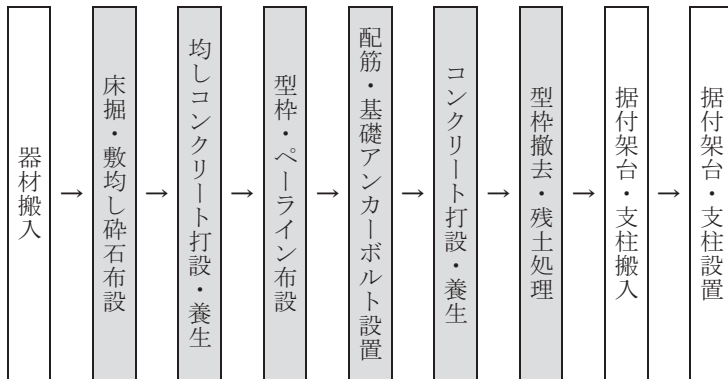 器材搬入
→
床掘・敷均し砕石布設
→
均しコンクリート打設・養生
→
型枠・ペーライン布設
→
配筋・基礎アンカーボルト設置
→
コンクリート打設・養生
→
型枠撤去・残土処理
→
据付架台・支柱搬入
→
据付架台・支柱設置